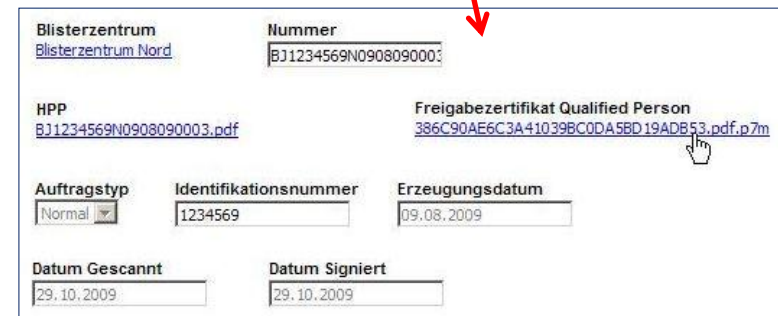 Blisterzentrum Nummer
Blisterzentrum Nord BJ1234569N0908090003
HPP Freigabezertifikat Qualified Person
BJ1234569N0908090003.pdf 386C90AE6C3A41039BC0DA5BD19ADB53.pdf.p7m
Auftragstyp Identifikationsnummer Erzeugungsdatum
Normal 1234569 09.08.2009
Datum Gescannt Datum Signiert
29.10.2009 29.10.2009